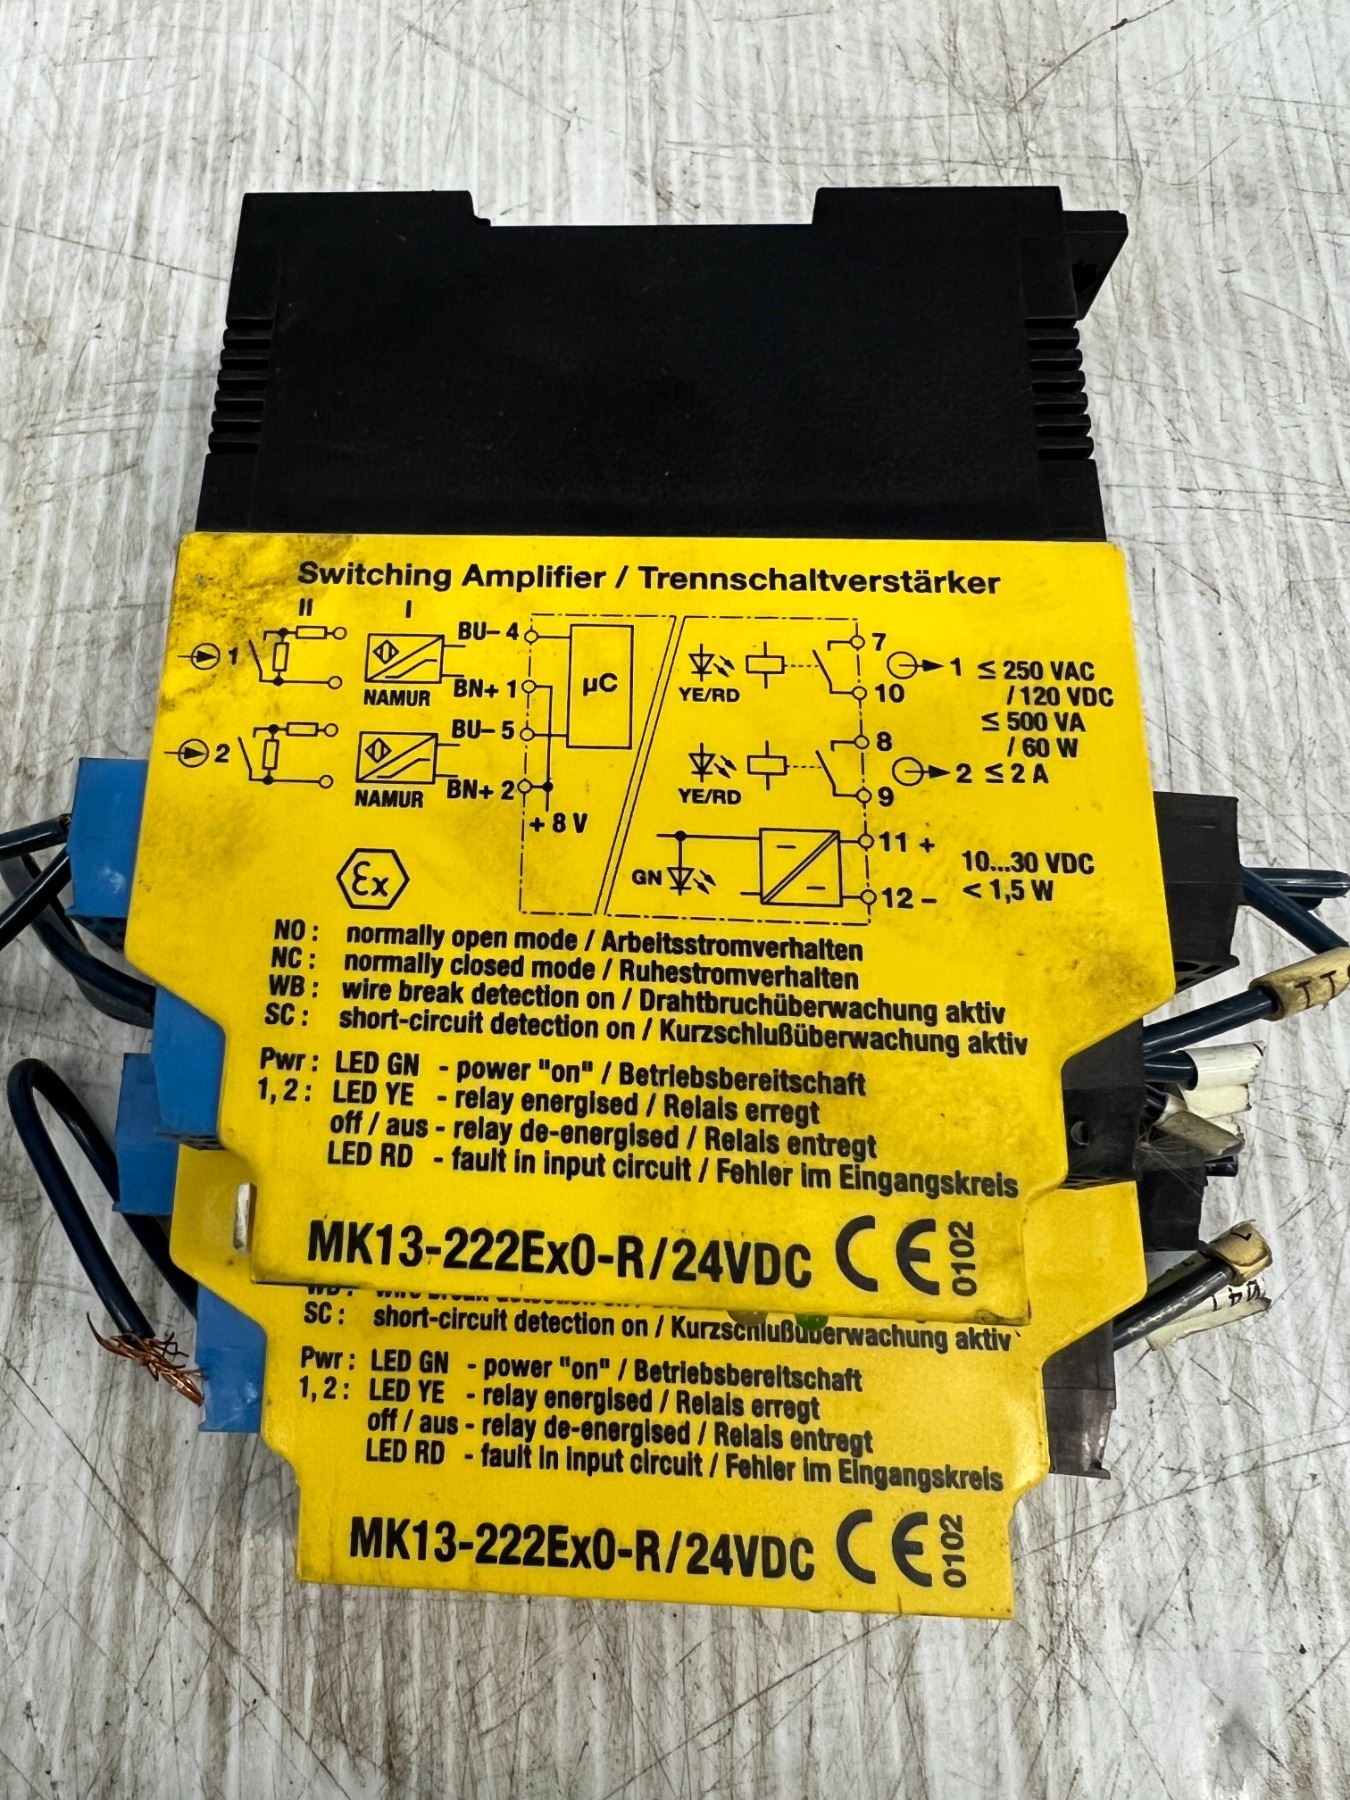 Switching Amplifier / Trennschaltverstärker
II I
1
NAMUR
BU– 4
BN+ 1
2
NAMUR
BU– 5
BN+ 2
+ 8 V
µC
YE/RD
7
10
1 ≤ 250 VAC
/ 120 VDC
≤ 500 VA
/ 60 W
YE/RD
8
9
2 ≤ 2 A
GN
11 +
12 –
10...30 VDC
< 1,5 W
Ex
NO : normally open mode / Arbeitsstromverhalten
NC : normally closed mode / Ruhestromverhalten
WB : wire break detection on / Drahtbruchüberwachung aktiv
SC : short-circuit detection on / Kurzschlußüberwachung aktiv
Pwr : LED GN - power "on" / Betriebsbereitschaft
1, 2 : LED YE - relay energised / Relais erregt
off / aus - relay de-energised / Relais entregt
LED RD - fault in input circuit / Fehler im Eingangskreis
MK13-222Ex0-R/24VDC CE 0102
SC : short-circuit detection on / Kurzschlußüberwachung aktiv
Pwr : LED GN - power "on" / Betriebsbereitschaft
1, 2 : LED YE - relay energised / Relais erregt
off / aus - relay de-energised / Relais entregt
LED RD - fault in input circuit / Fehler im Eingangskreis
MK13-222Ex0-R/24VDC CE 0102